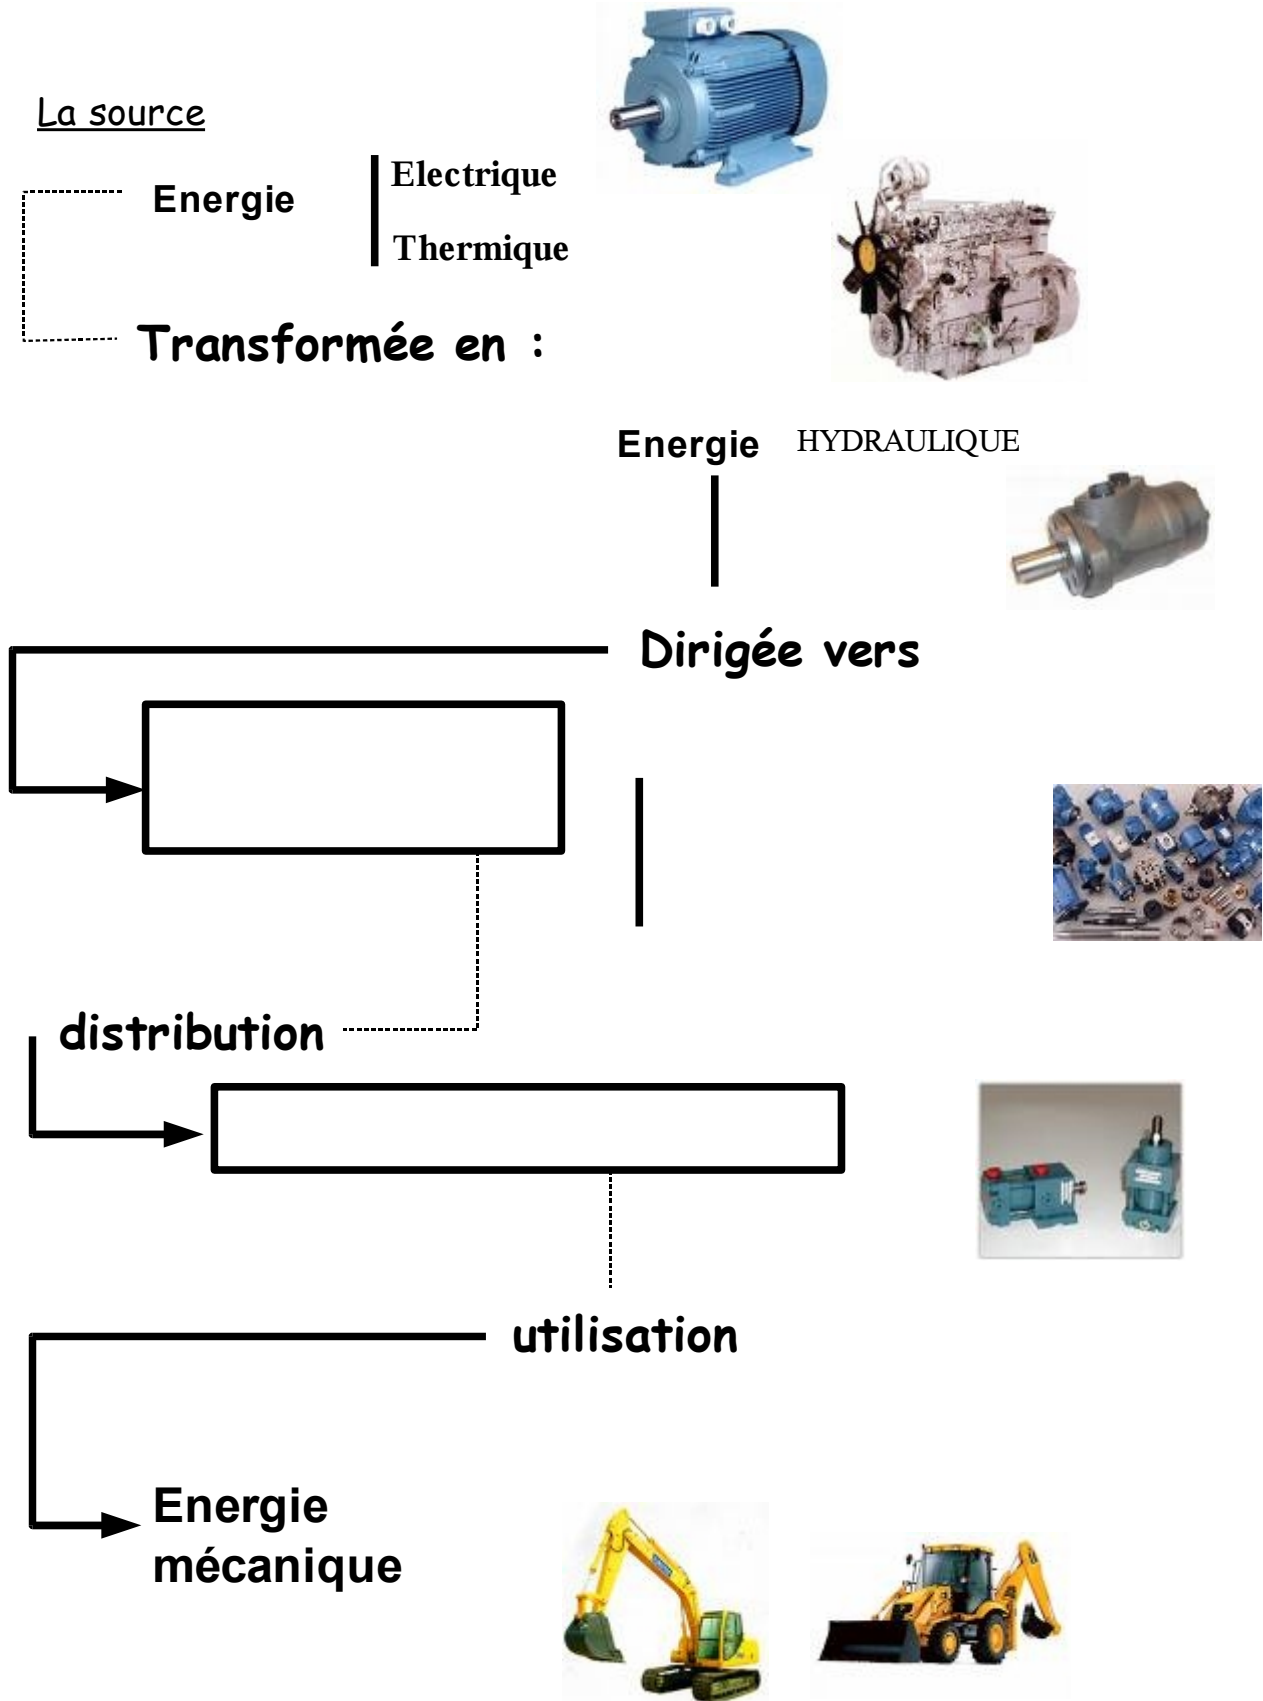 La source
Energie
Electrique
Thermique
Transformée en :
Energie HYDRAULIQUE
Dirigée vers
distribution
utilisation
Energie
mécanique